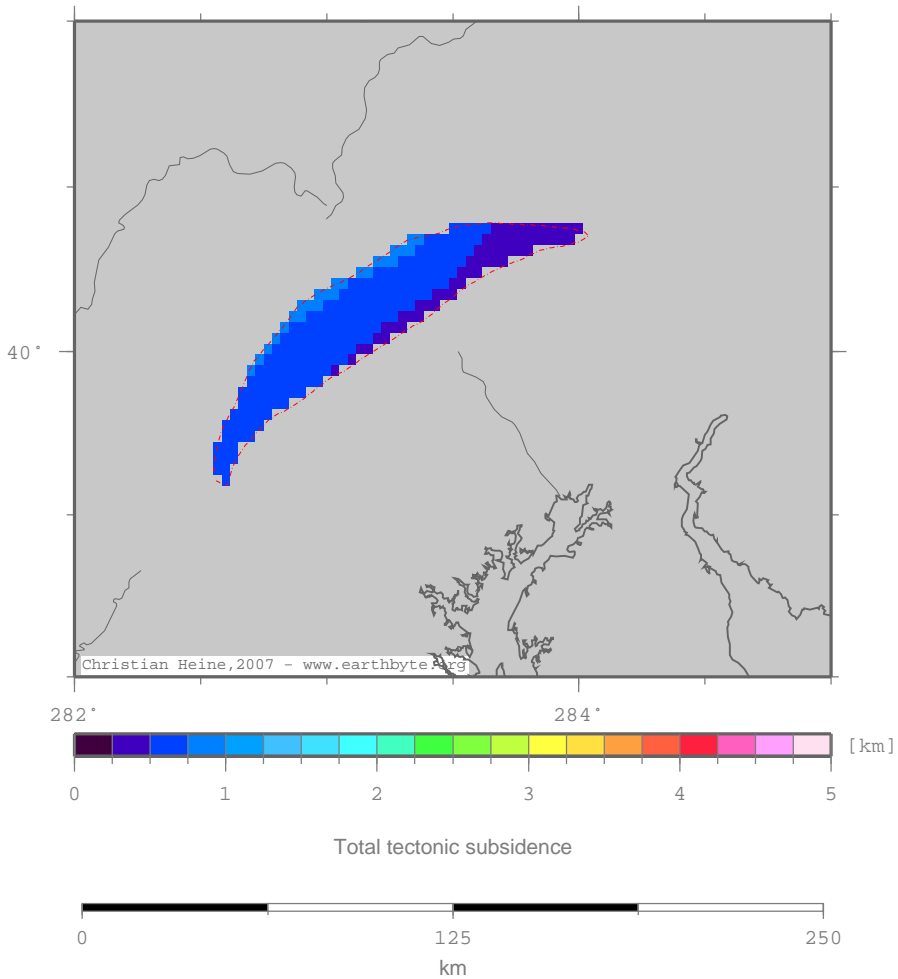 40°
Christian Heine,2007 - www.earthbyte.org
282° 284°
[km]
0 1 2 3 4 5
Total tectonic subsidence
0 125 250
km